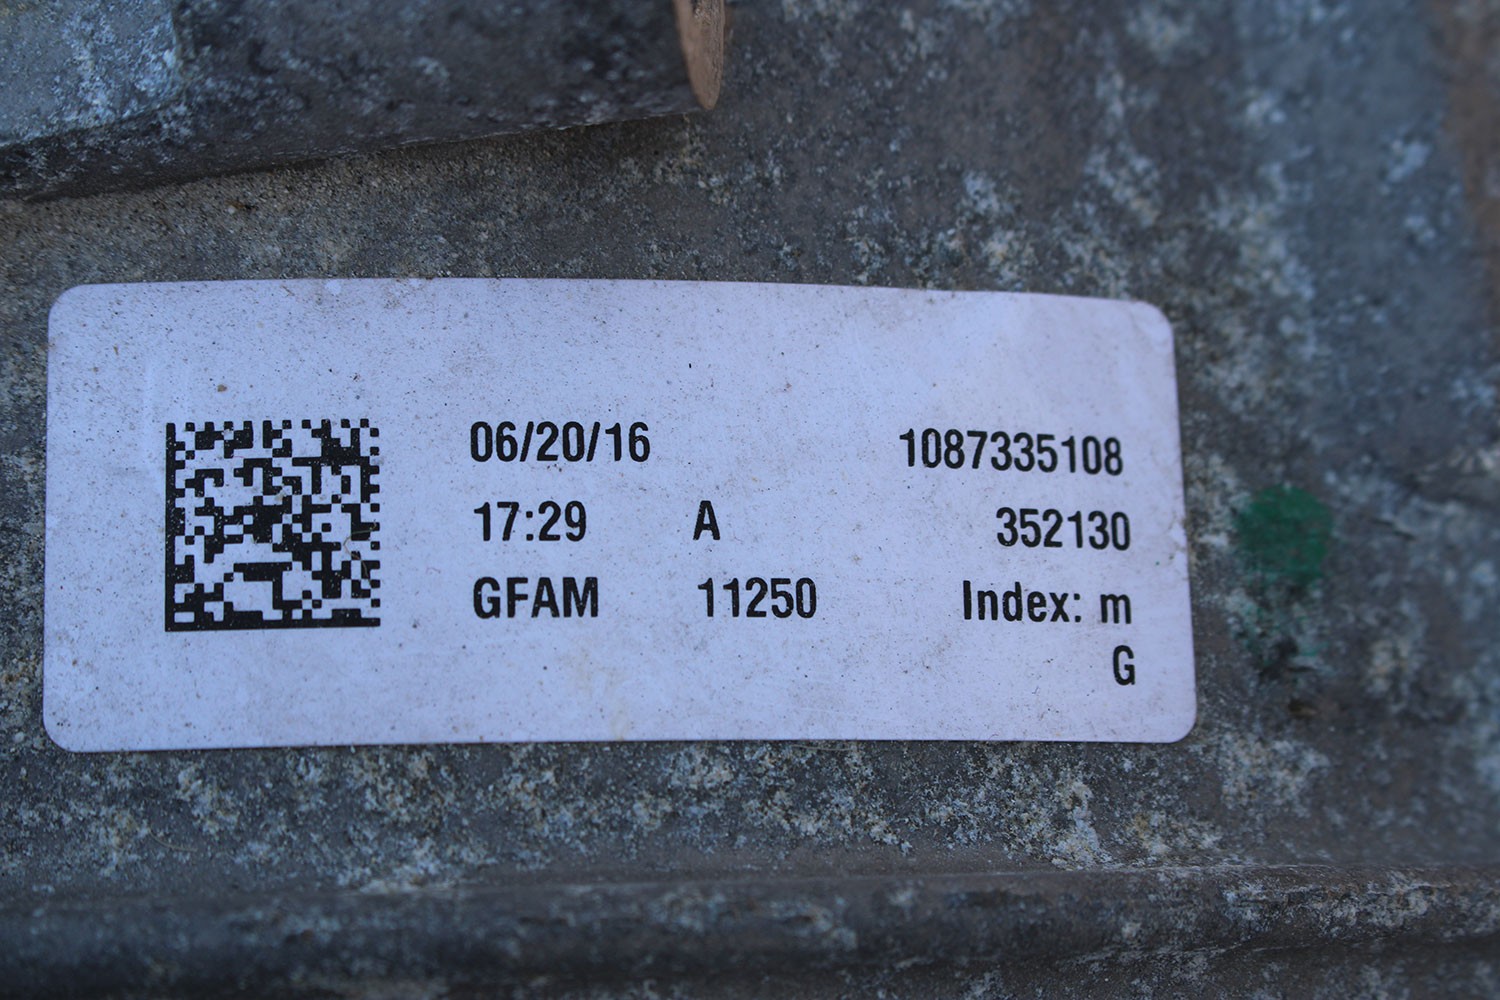 06/20/16 1087335108
17:29 A 352130
GFAM 11250 Index: m
G